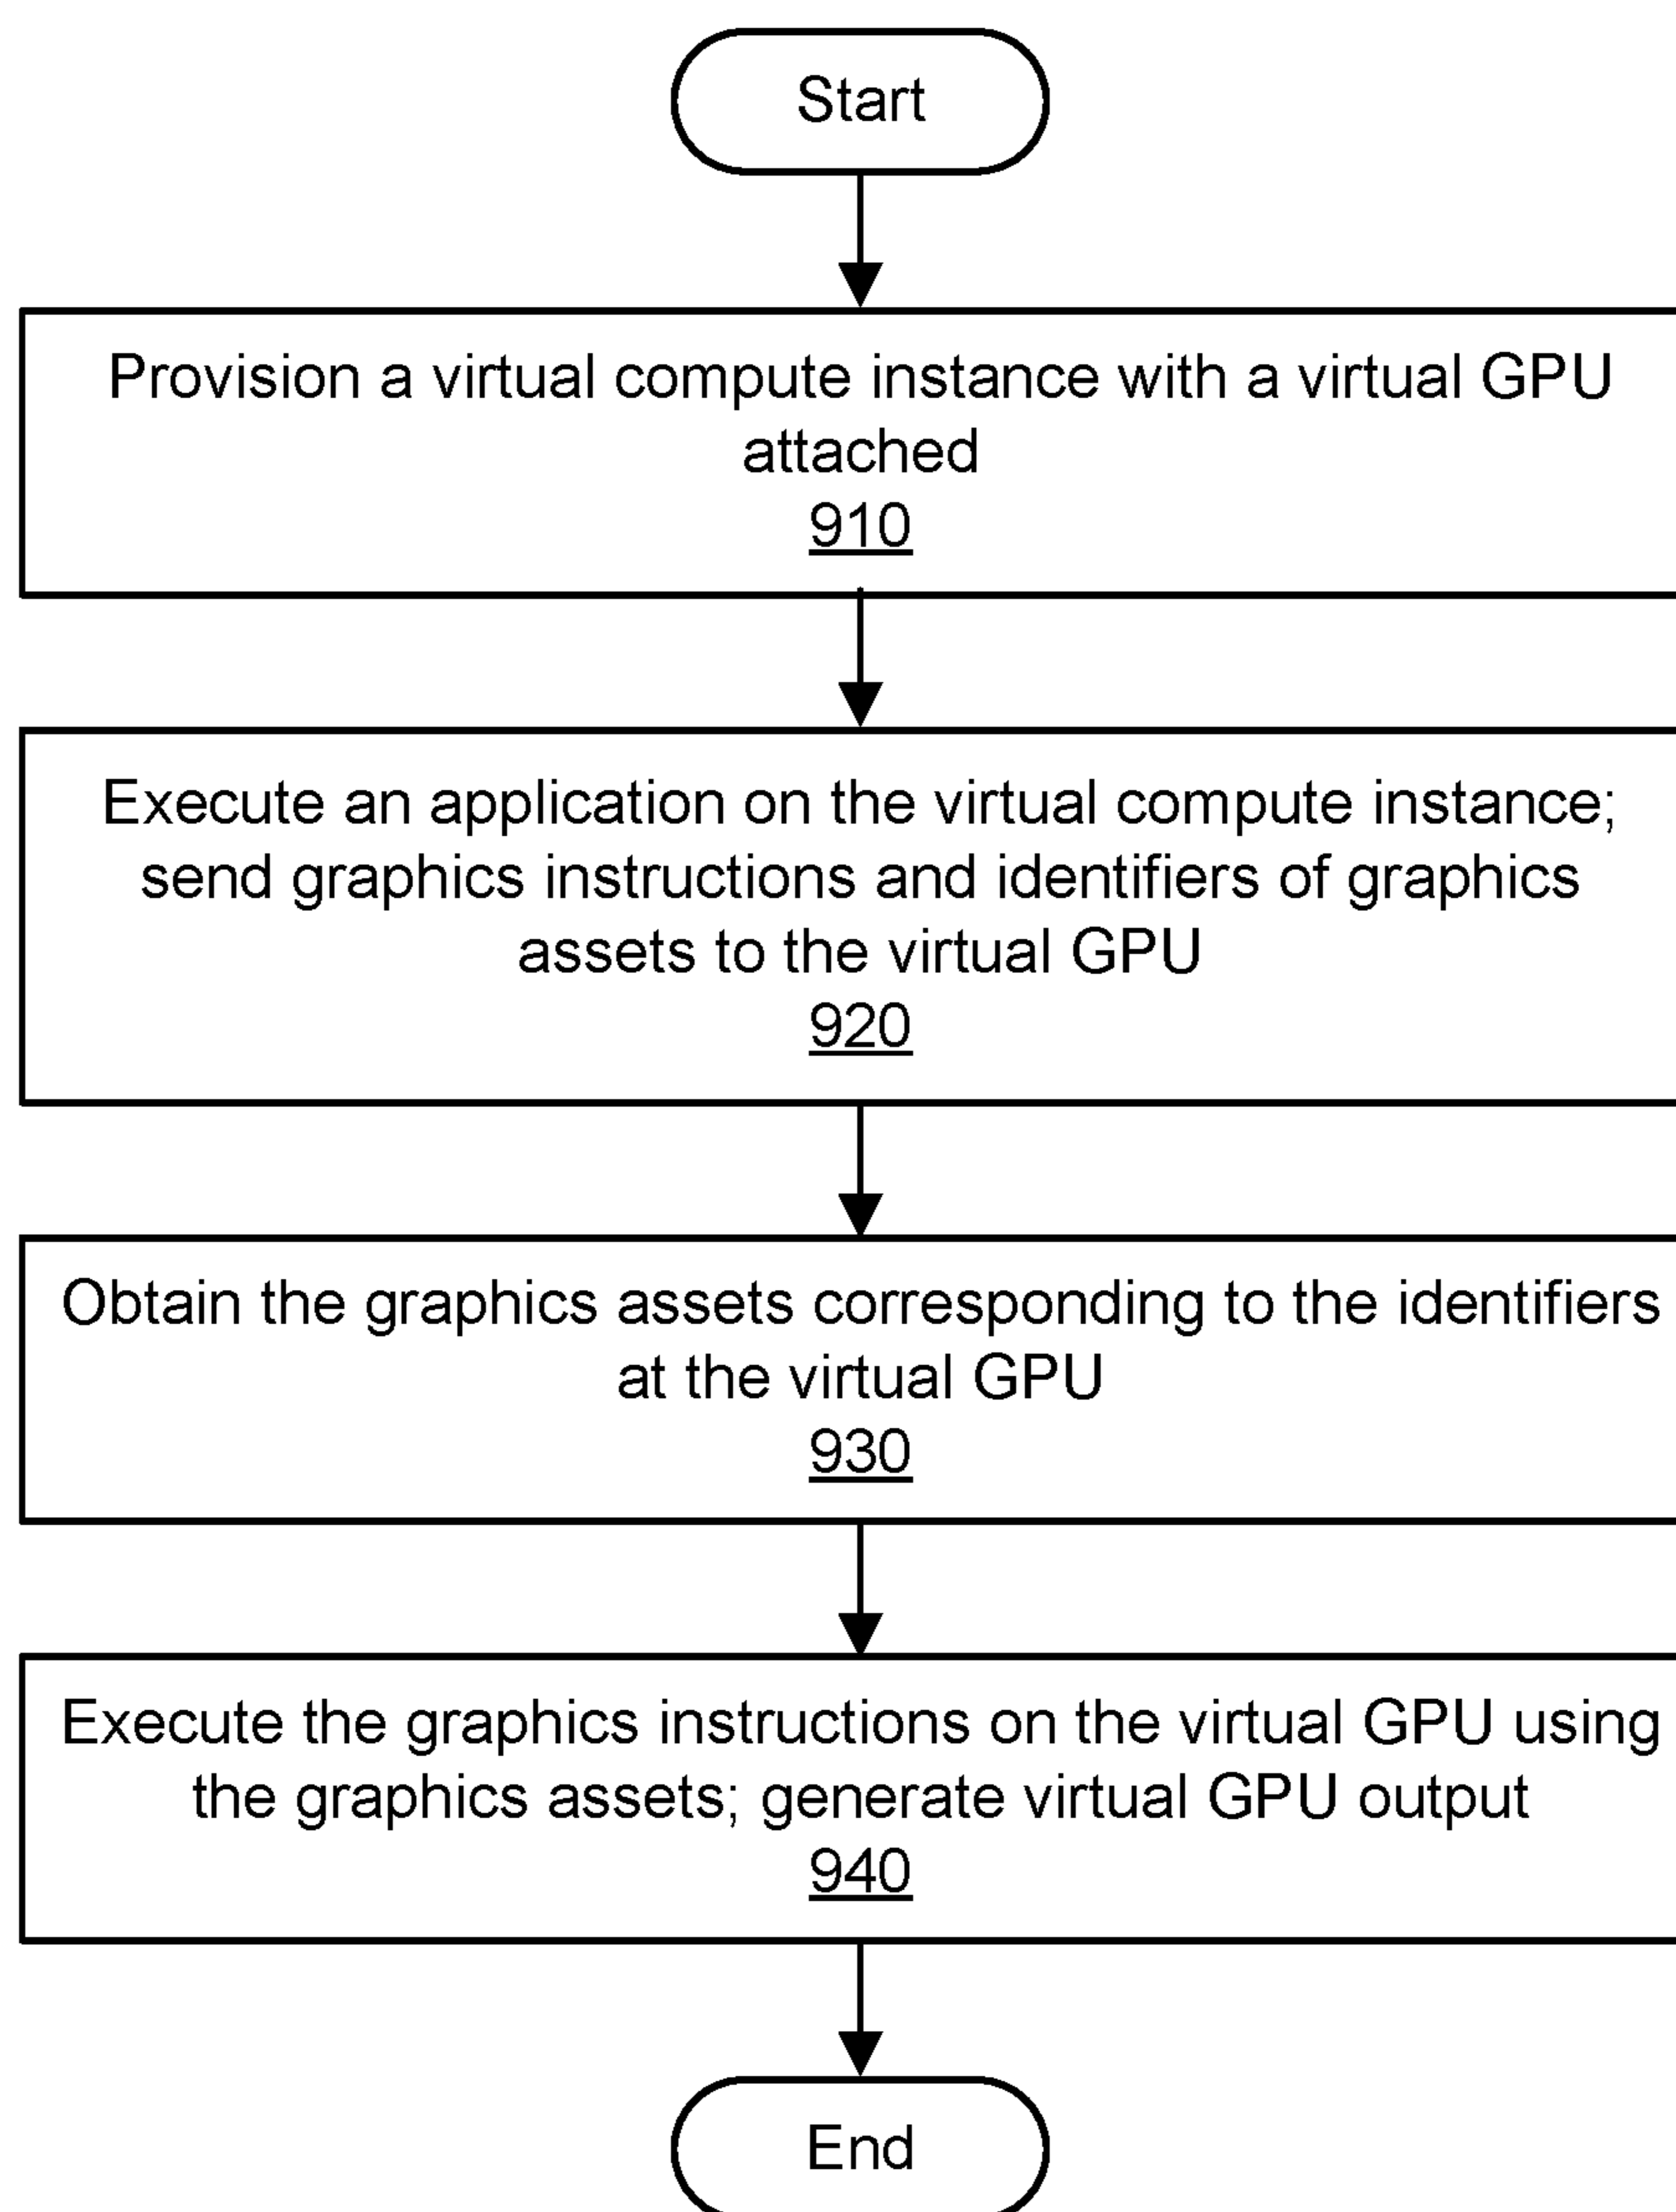 Start
Provision a virtual compute instance with a virtual GPU
attached
910
Execute an application on the virtual compute instance;
send graphics instructions and identifiers of graphics
assets to the virtual GPU
920
Obtain the graphics assets corresponding to the identifiers
at the virtual GPU
930
Execute the graphics instructions on the virtual GPU using
the graphics assets; generate virtual GPU output
940
End